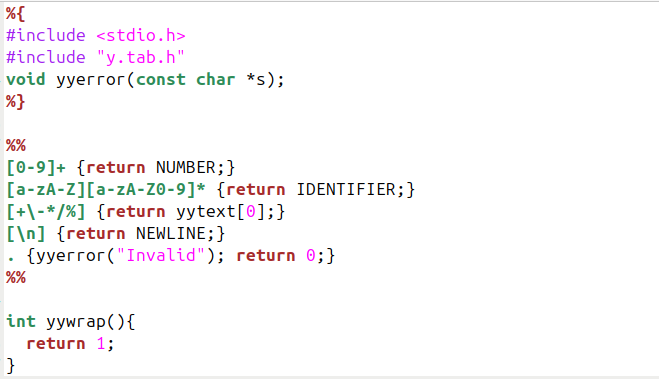 %{
#include <stdio.h>
#include "y.tab.h"
void yyerror(const char *s);
%}
%%
[0-9]+ {return NUMBER;}
[a-zA-Z][a-zA-Z0-9]* {return IDENTIFIER;}
[+\-*/%] {return yytext[0];}
[\n] {return NEWLINE;}
. {yyerror("Invalid"); return 0;}
%%
int yywrap(){
  return 1;
}